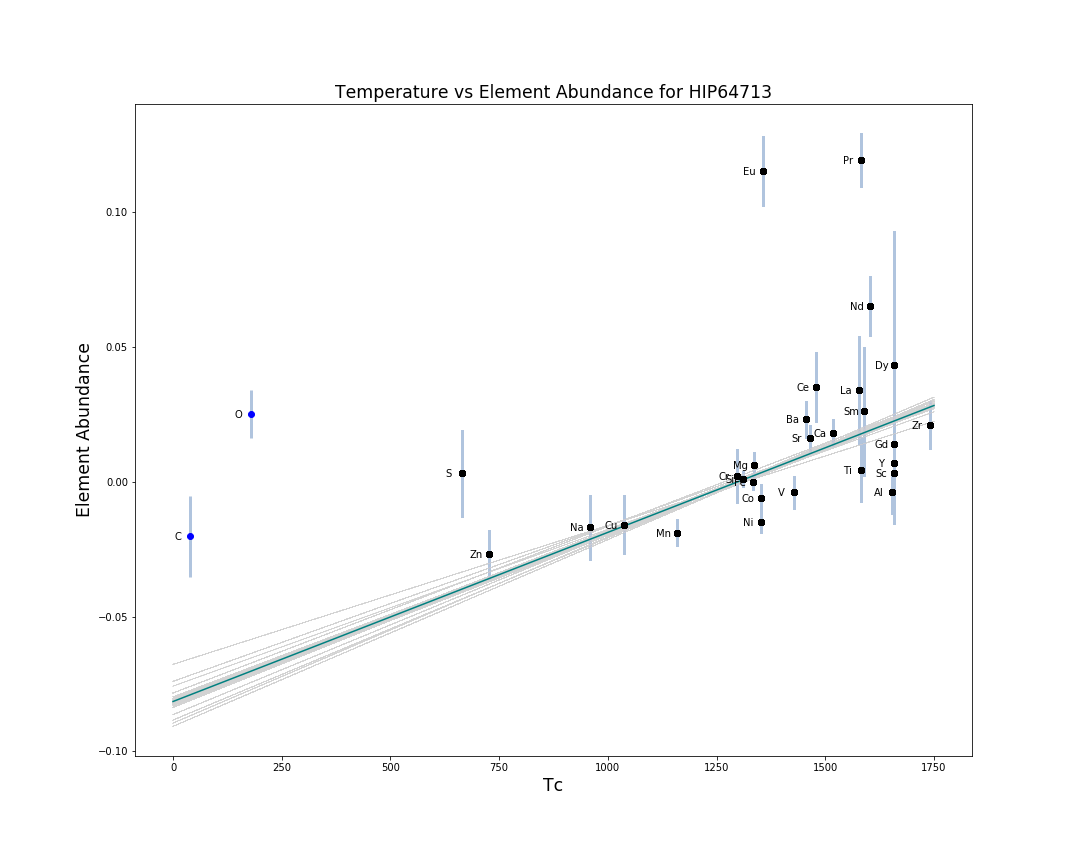 Temperature vs Element Abundance for HIP64713
Element Abundance
0.10
0.05
0.00
−0.05
−0.10
Eu
Pr
Nd
Dy
Ce
La
Sm
O
Ba
Zr
Sr
Ca
Gd
S
Mg
Y
Ti
Sc
V
Al
Co
Na
Cu
Ni
Mn
C
Zn
0
250
500
750
1000
1250
1500
1750
Tc